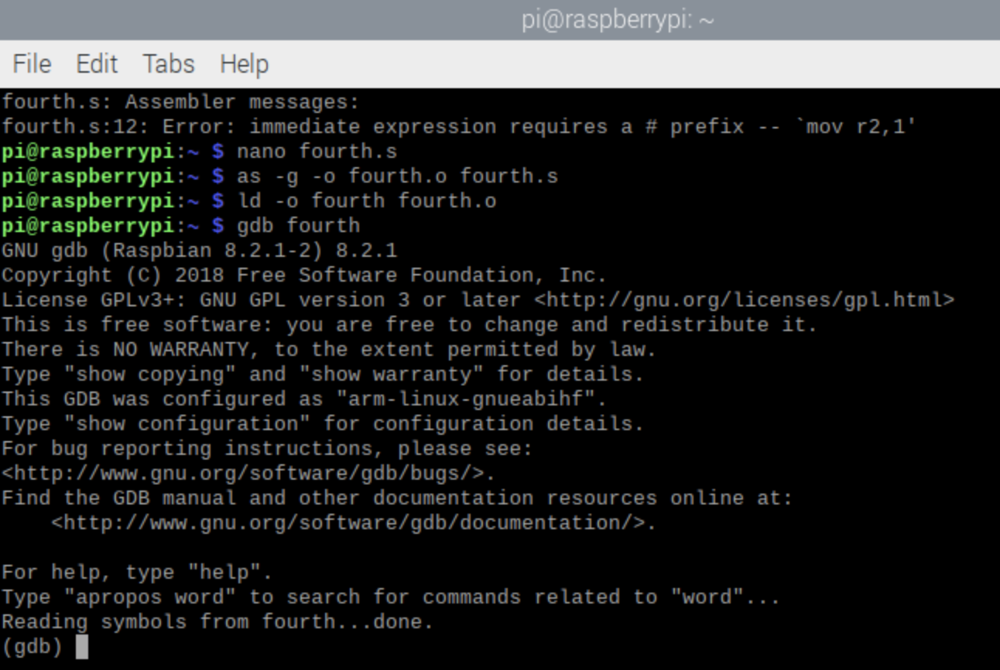 pi@raspberrypi: ~
File Edit Tabs Help
fourth.s: Assembler messages:
fourth.s:12: Error: immediate expression requires a # prefix -- `mov r2,1'
pi@raspberrypi:~ $ nano fourth.s
pi@raspberrypi:~ $ as -g -o fourth.o fourth.s
pi@raspberrypi:~ $ ld -o fourth fourth.o
pi@raspberrypi:~ $ gdb fourth
GNU gdb (Raspbian 8.2.1-2) 8.2.1
Copyright (C) 2018 Free Software Foundation, Inc.
License GPLv3+: GNU GPL version 3 or later <http://gnu.org/licenses/gpl.html>
This is free software: you are free to change and redistribute it.
There is NO WARRANTY, to the extent permitted by law.
Type "show copying" and "show warranty" for details.
This GDB was configured as "arm-linux-gnueabihf".
Type "show configuration" for configuration details.
For bug reporting instructions, please see:
<http://www.gnu.org/software/gdb/bugs/>.
Find the GDB manual and other documentation resources online at:
    <http://www.gnu.org/software/gdb/documentation/>.

For help, type "help".
Type "apropos word" to search for commands related to "word"...
Reading symbols from fourth...done.
(gdb)